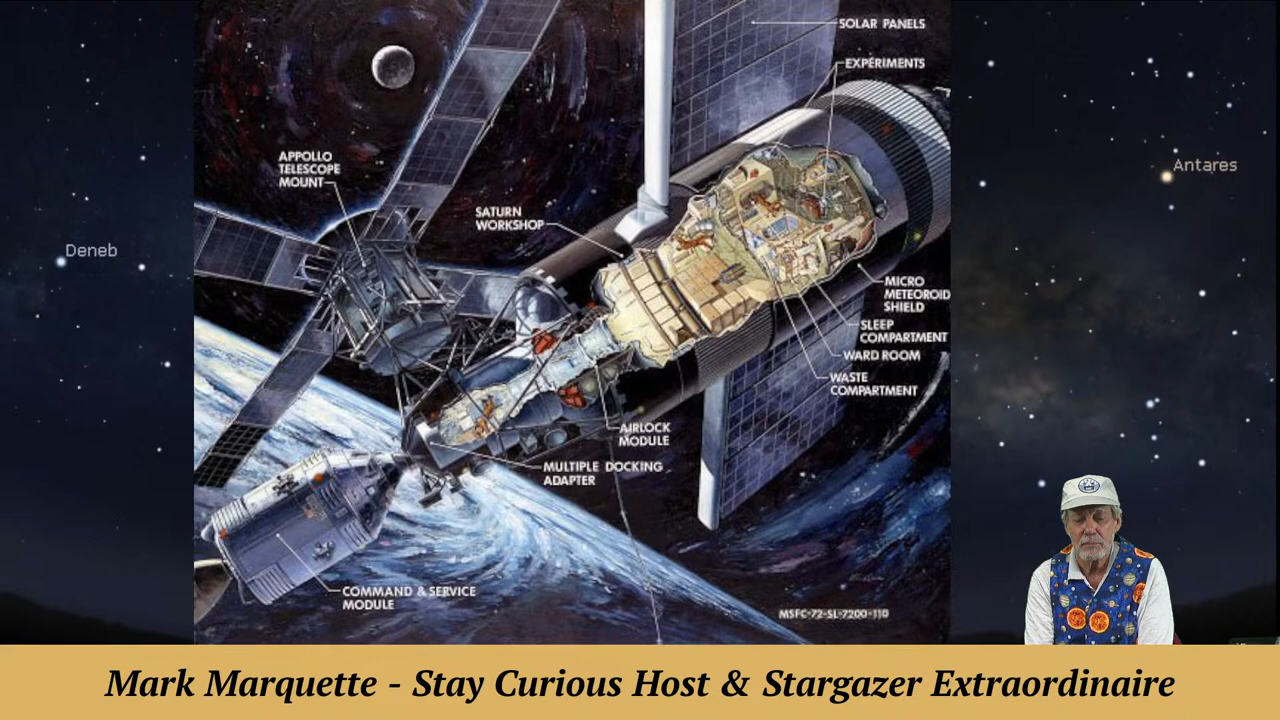 SOLAR PANELS
EXPERIMENTS
APPOLLO
TELESCOPE
MOUNT
Antares
SATURN
WORKSHOP
Deneb
MICRO
METEOROID
SHIELD
SLEEP
COMPARTMENT
WARD ROOM
WASTE
COMPARTMENT
AIRLOCK
MODULE
MULTIPLE DOCKING
ADAPTER
COMMAND & SERVICE
MODULE
MSFC-72-SL-7200-110
Mark Marquette - Stay Curious Host & Stargazer Extraordinaire